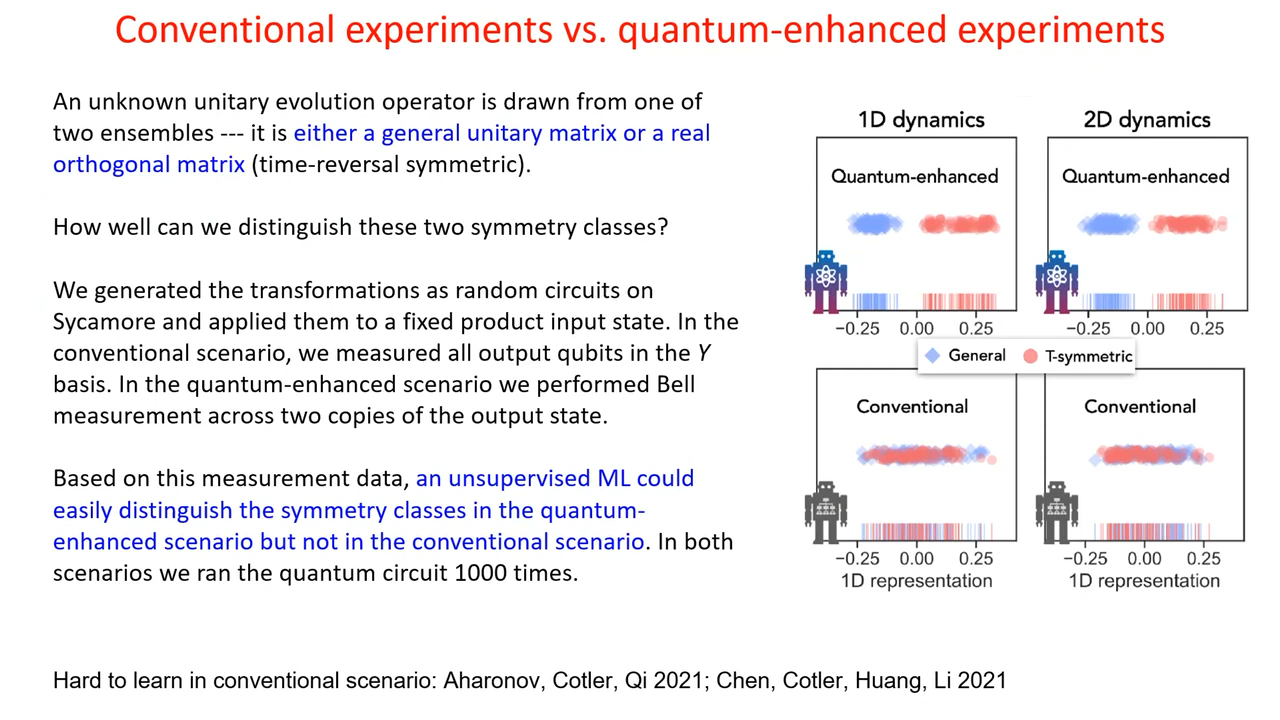 Conventional experiments vs. quantum-enhanced experiments
An unknown unitary evolution operator is drawn from one of
two ensembles --- it is either a general unitary matrix or a real
orthogonal matrix (time-reversal symmetric).
How well can we distinguish these two symmetry classes?
We generated the transformations as random circuits on
Sycamore and applied them to a fixed product input state. In the
conventional scenario, we measured all output qubits in the Y
basis. In the quantum-enhanced scenario we performed Bell
measurement across two copies of the output state.
Based on this measurement data, an unsupervised ML could
easily distinguish the symmetry classes in the quantum-
enhanced scenario but not in the conventional scenario. In both
scenarios we ran the quantum circuit 1000 times.
1D dynamics 2D dynamics
Quantum-enhanced Quantum-enhanced
−0.25 0.00 0.25 −0.25 0.00 0.25
General T-symmetric
Conventional Conventional
−0.25 0.00 0.25 −0.25 0.00 0.25
1D representation 1D representation
Hard to learn in conventional scenario: Aharonov, Cotler, Qi 2021; Chen, Cotler, Huang, Li 2021